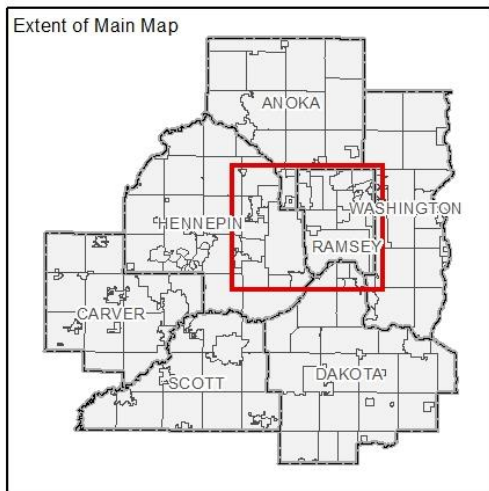 Extent of Main Map
ANOKA
WASHINGTON
HENNEPIN
RAMSEY
CARVER
SCOTT
DAKOTA